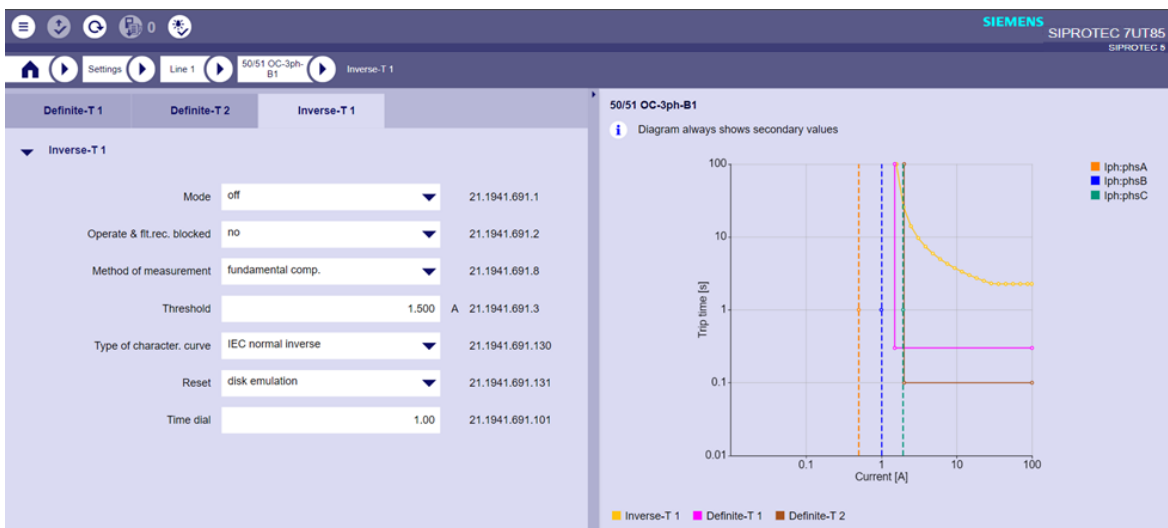 0
SIEMENS
SIPROTEC 7UT85
SIPROTEC 5
Settings
Line 1
50/51 OC-3ph-
B1
Inverse-T 1
Definite-T 1
Definite-T 2
Inverse-T 1
Inverse-T 1
Mode off 21.1941.691.1
Operate & flt.rec. blocked no 21.1941.691.2
Method of measurement fundamental comp. 21.1941.691.8
Threshold 1.500 A 21.1941.691.3
Type of character. curve IEC normal inverse 21.1941.691.130
Reset disk emulation 21.1941.691.131
Time dial 1.00 21.1941.691.101
50/51 OC-3ph-B1
i Diagram always shows secondary values
Iph:phsA
Iph:phsB
Iph:phsC
100
10
1
0.1
0.01
Trip time [s]
0.1 1 10 100
Current [A]
Inverse-T 1 Definite-T 1 Definite-T 2